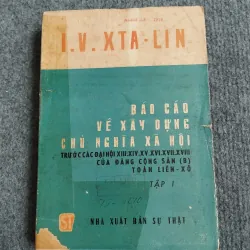 I.V. XTA-LIN
BÁO CÁO
VỀ XÂY DỰNG
CHỦ NGHĨA XÃ HỘI
TRƯỚC CÁC ĐẠI HỘI XIII, XIV, XV, XVI, XVII, XVIII
CỦA ĐẢNG CỘNG SẢN (B)
TOÀN LIÊN-XÔ
TẬP I
ST
NHÀ XUẤT BẢN SỰ THẬT